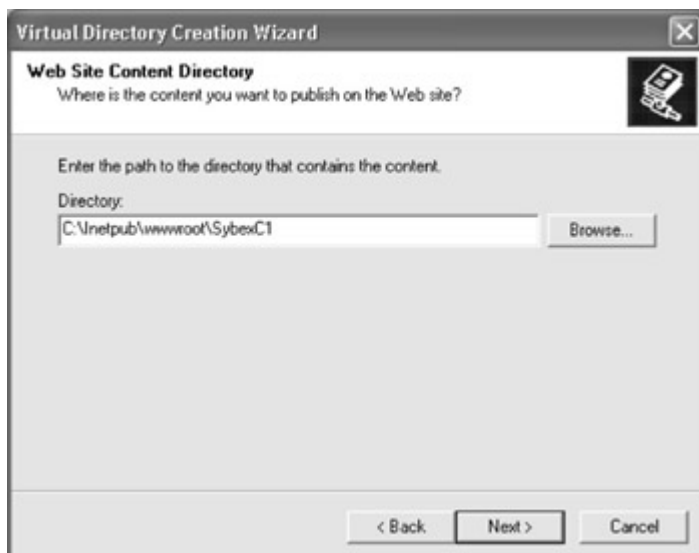 Virtual Directory Creation Wizard
Web Site Content Directory
Where is the content you want to publish on the Web site?
Enter the path to the directory that contains the content.
Directory:
C:\Inetpub\wwwroot\SybexC1
Browse...
< Back
Next >
Cancel